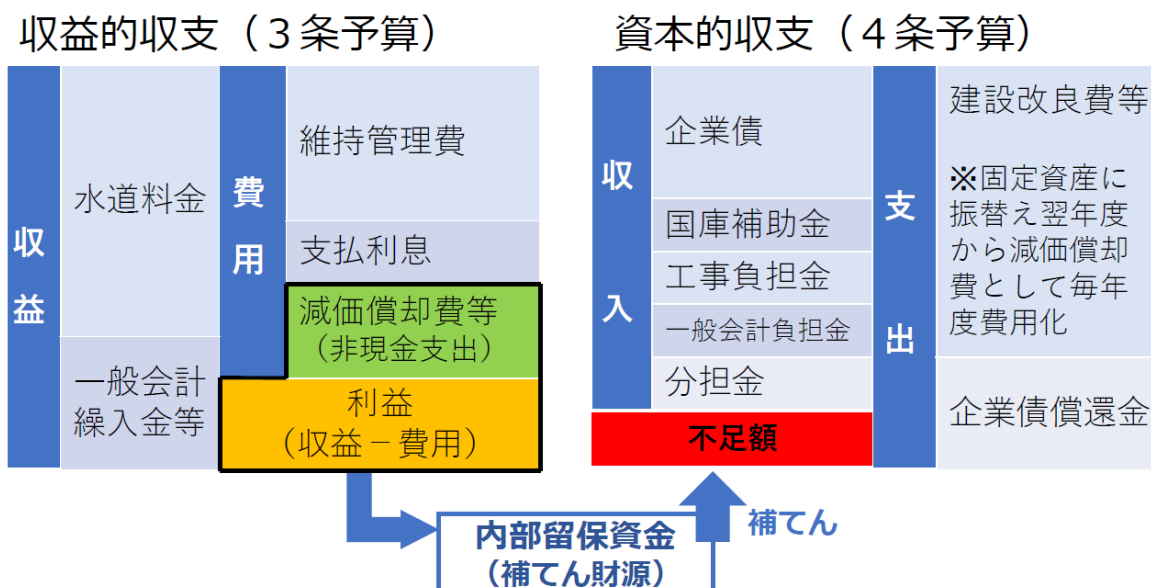 収益的収支（３条予算）
収
益
水道料金
一般会計
繰入金等
費
用
維持管理費
支払利息
減価償却費等
（非現金支出）
利益
（収益－費用）
資本的収支（４条予算）
収
入
企業債
国庫補助金
工事負担金
一般会計負担金
分担金
不足額
支
出
建設改良費等
※固定資産に
振替え翌年度
から減価償却
費として毎年
度費用化
企業債償還金
内部留保資金
（補てん財源）
補てん